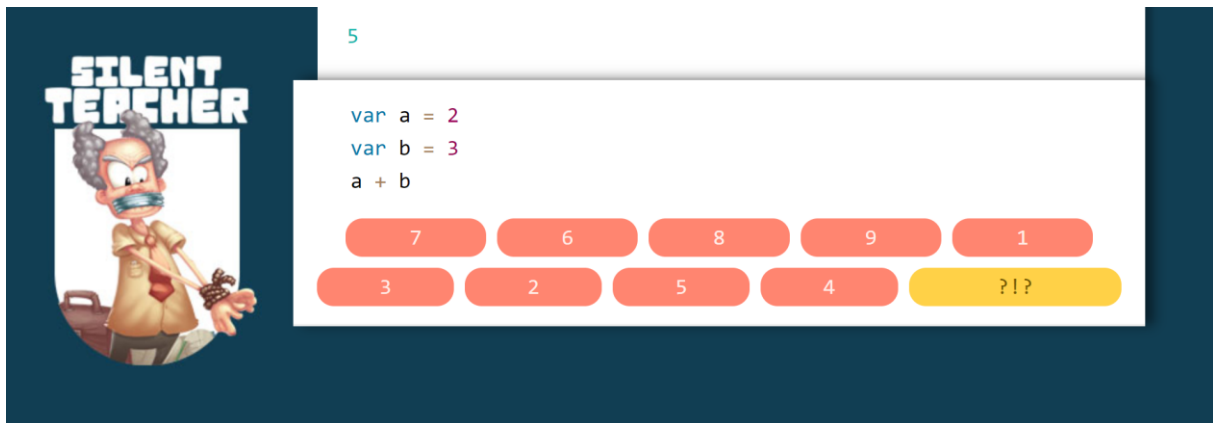 SILENT
TEACHER
5
var a = 2
var b = 3
a + b
7 6 8 9 1
3 2 5 4 ?!?